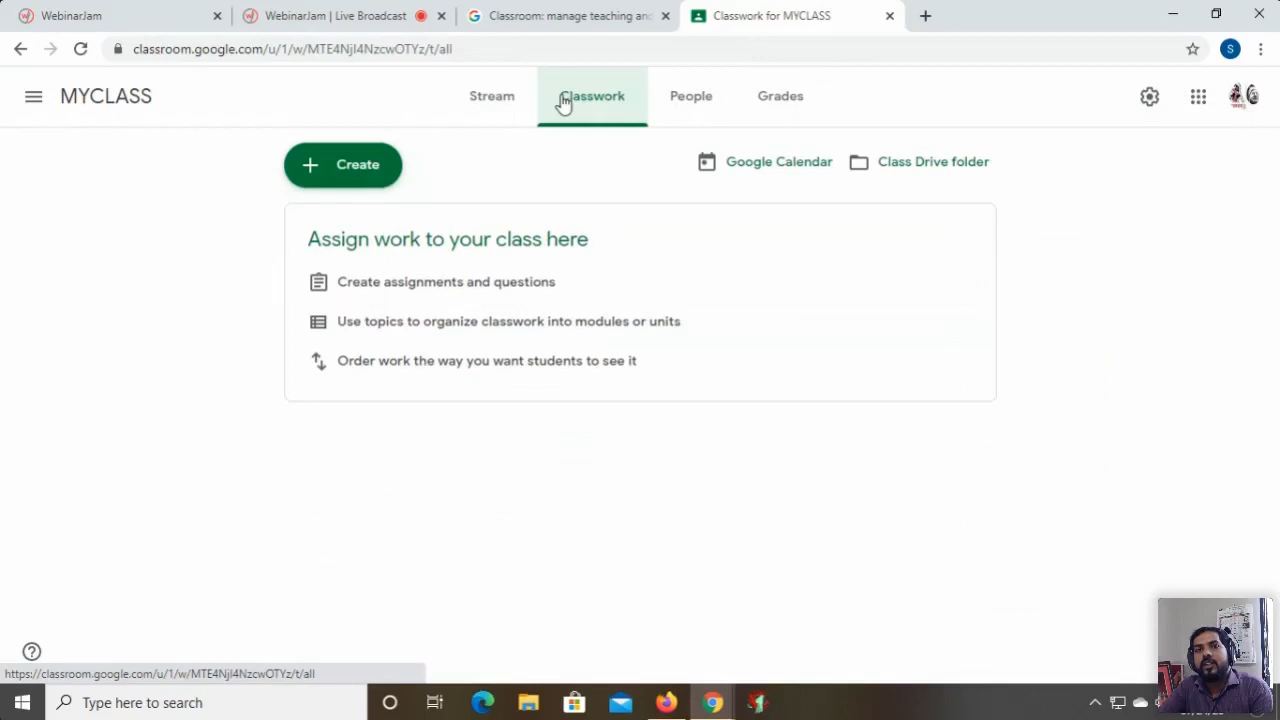 WebinarJam
WebinarJam | Live Broadcast
Classroom: manage teaching and
Classwork for MYCLASS
classroom.google.com/u/1/w/MTE4NjI4NzcwOTYz/t/all
S
MYCLASS
Stream
Classwork
People
Grades
Create
Google Calendar
Class Drive folder
Assign work to your class here
Create assignments and questions
Use topics to organize classwork into modules or units
Order work the way you want students to see it
https://classroom.google.com/u/1/w/MTE4NjI4NzcwOTYz/t/all
Type here to search